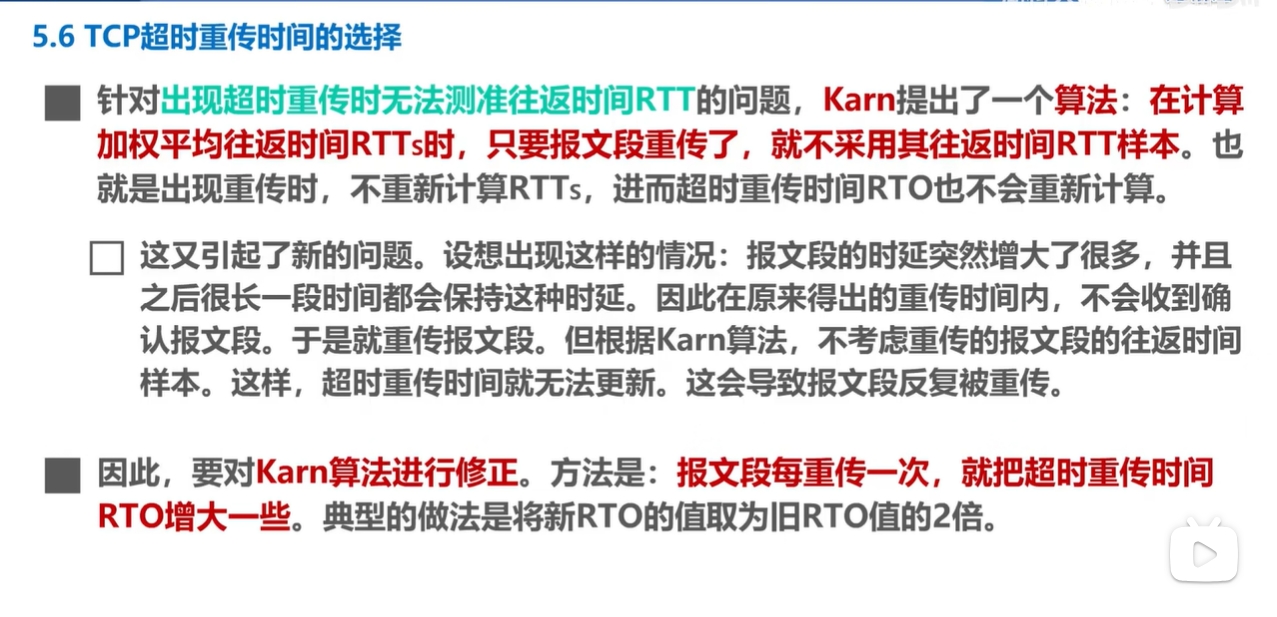 5.6 TCP超时重传时间的选择
针对出现超时重传时无法测准往返时间RTT的问题，Karn提出了一个算法：在计算
加权平均往返时间RTTs时，只要报文段重传了，就不采用其往返时间RTT样本。也
就是出现重传时，不重新计算RTTs，进而超时重传时间RTO也不会重新计算。
这又引起了新的问题。设想出现这样的情况：报文段的时延突然增大了很多，并且
之后很长一段时间都会保持这种时延。因此在原来得出的重传时间内，不会收到确
认报文段。于是就重传报文段。但根据Karn算法，不考虑重传的报文段的往返时间
样本。这样，超时重传时间就无法更新。这会导致报文段反复被重传。
因此，要对Karn算法进行修正。方法是：报文段每重传一次，就把超时重传时间
RTO增大一些。典型的做法是将新RTO的值取为旧RTO值的2倍。